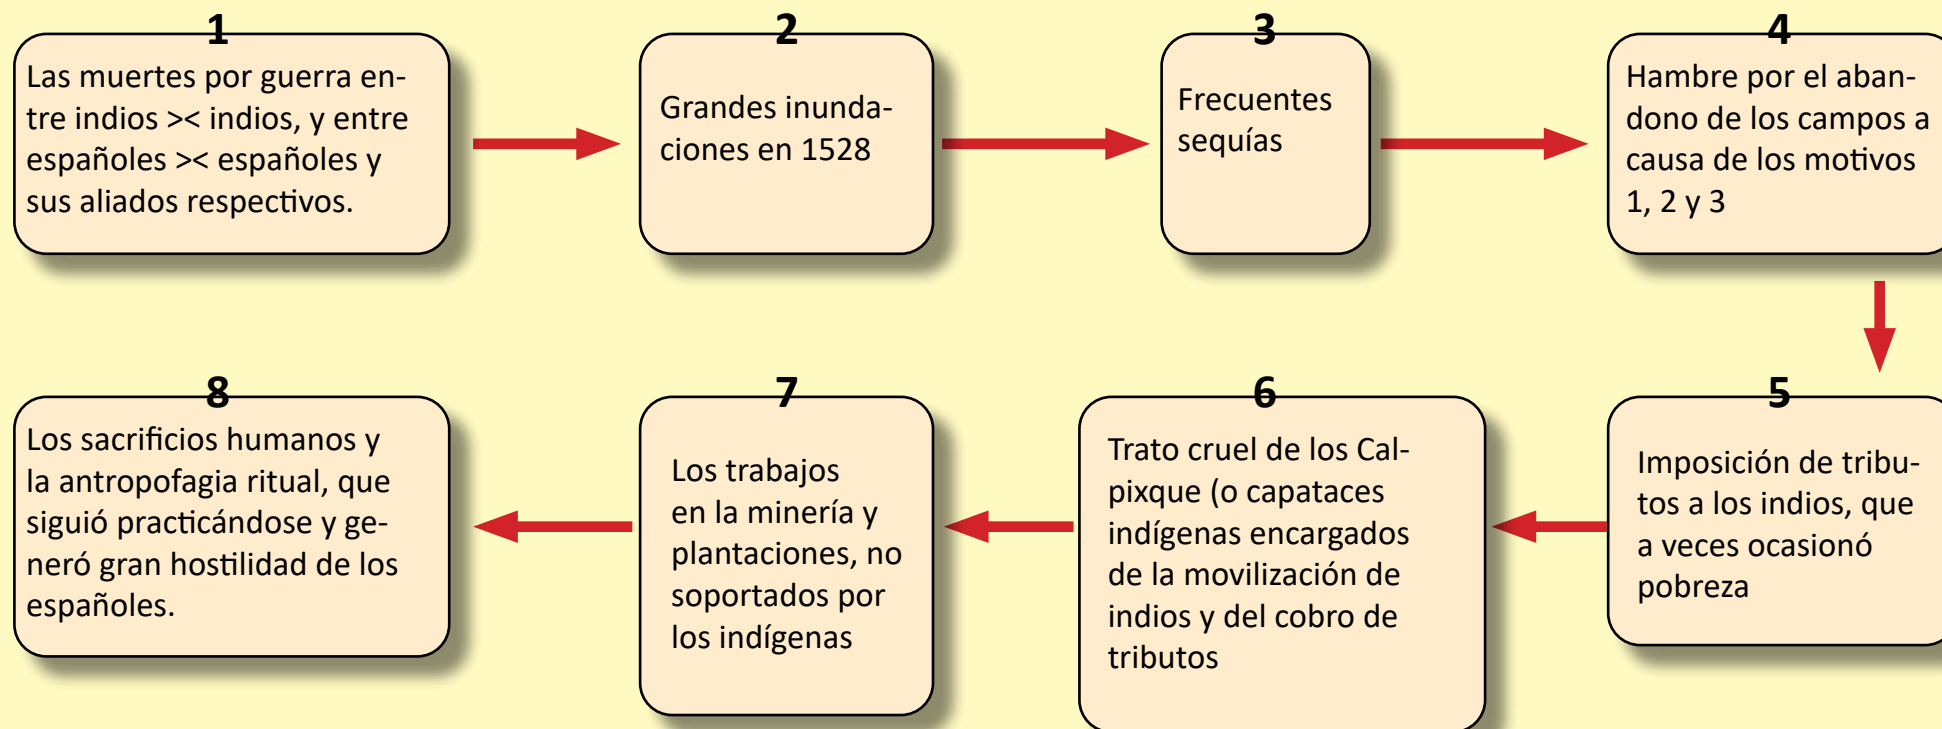 1
Las muertes por guerra en-
tre indios >< indios, y entre
españoles >< españoles y
sus aliados respectivos.
2
Grandes inunda-
ciones en 1528
3
Frecuentes
sequías
4
Hambre por el aban-
dono de los campos a
causa de los motivos
1, 2 y 3
5
Imposición de tribu-
tos a los indios, que
a veces ocasionó
pobreza
6
Trato cruel de los Cal-
pixque (o capataces
indígenas encargados
de la movilización de
indios y del cobro de
tributos
7
Los trabajos
en la minería y
plantaciones, no
soportados por
los indígenas
8
Los sacrificios humanos y
la antropofagia ritual, que
siguió practicándose y ge-
neró gran hostilidad de los
españoles.